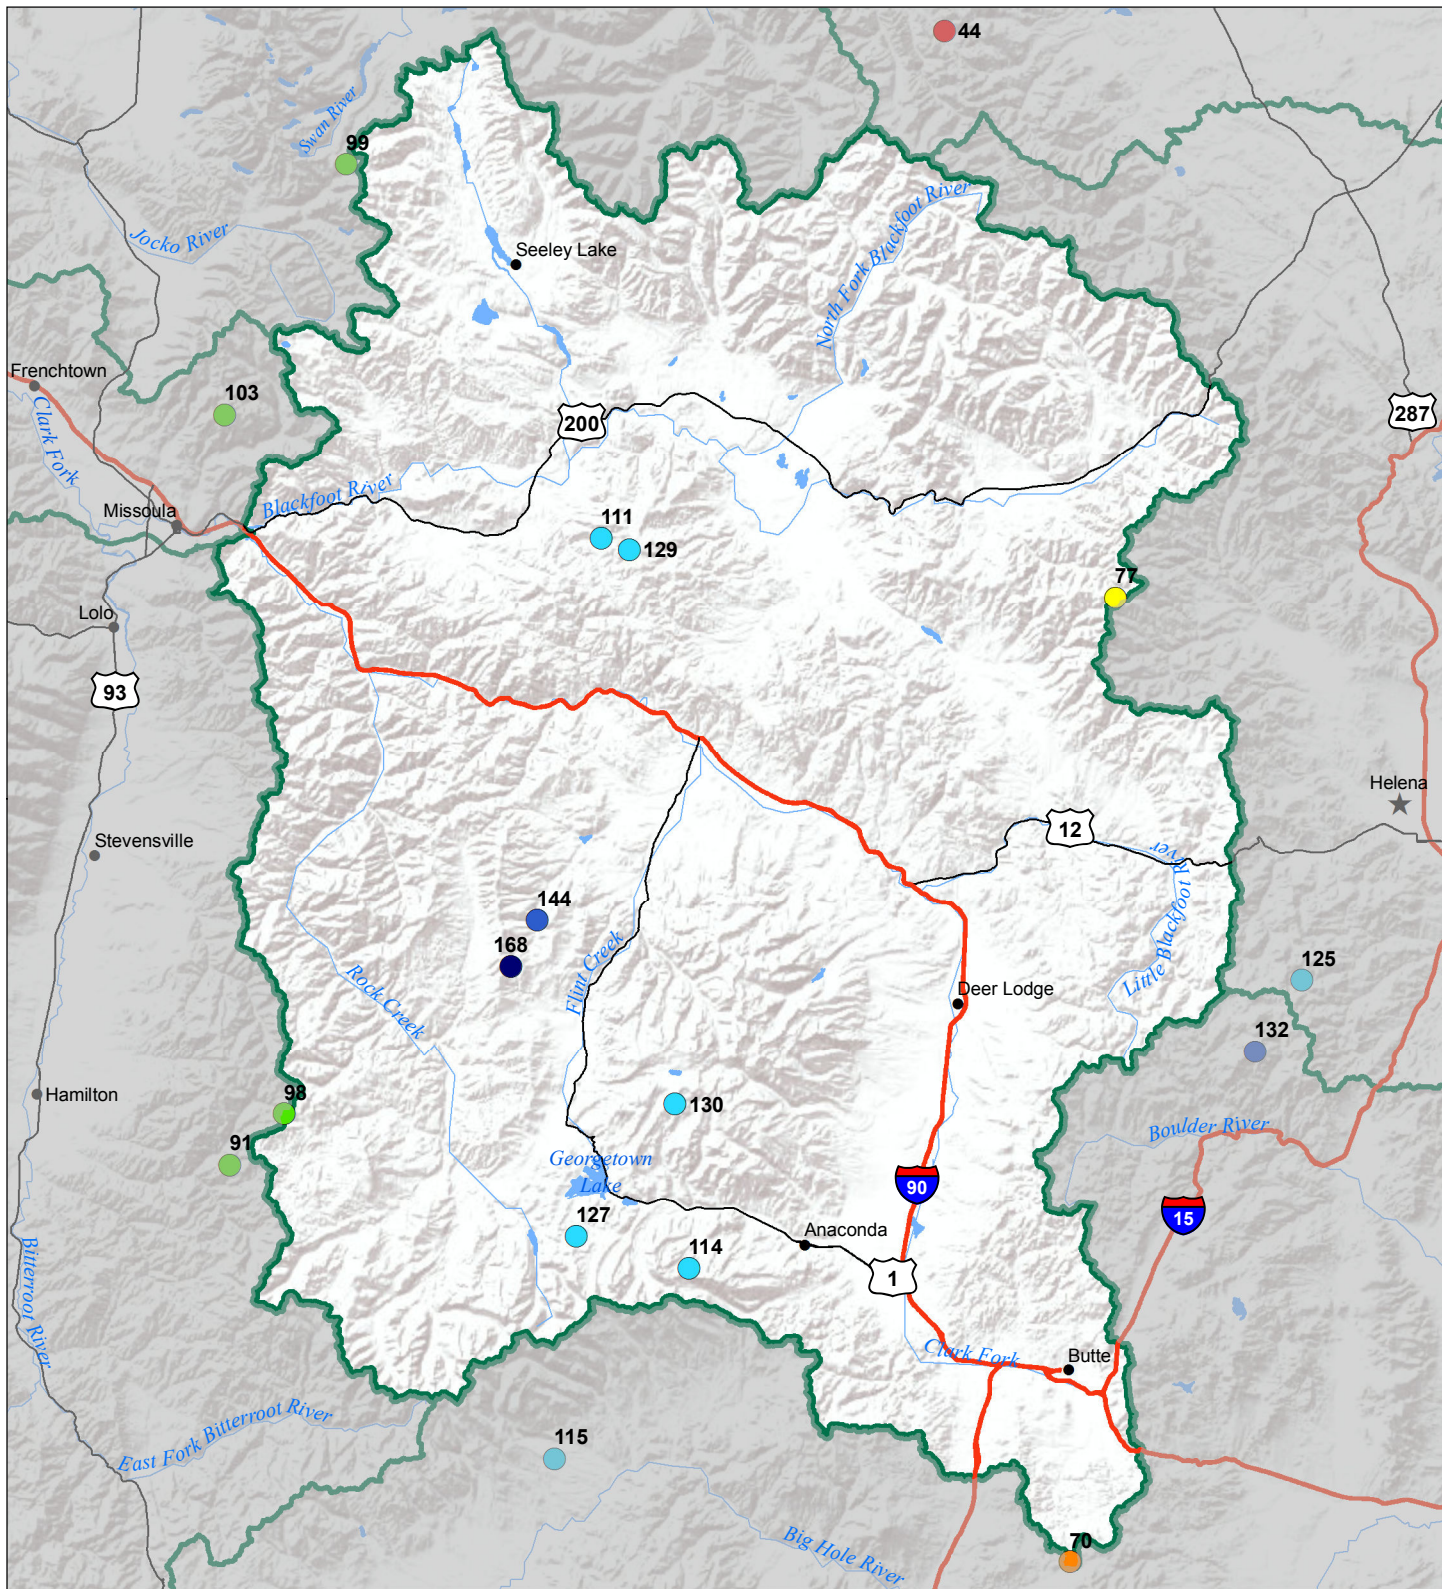 44
Swan River
99
Jocko River
Seeley Lake
North Fork Blackfoot River
Frenchtown
103
Clark Fork
200
287
Blackfoot River
Missoula
111
129
77
Lolo
93
Helena
12
Stevensville
Little Blackfoot River
144
168
Flint Creek
Rock Creek
125
Deer Lodge
132
Hamilton
98
130
91
Boulder River
Georgetown
Lake
90
15
127
Anaconda
114
1
Bitterroot River
Clark Fork
Butte
East Fork Bitterroot River
115
Big Hole River
70